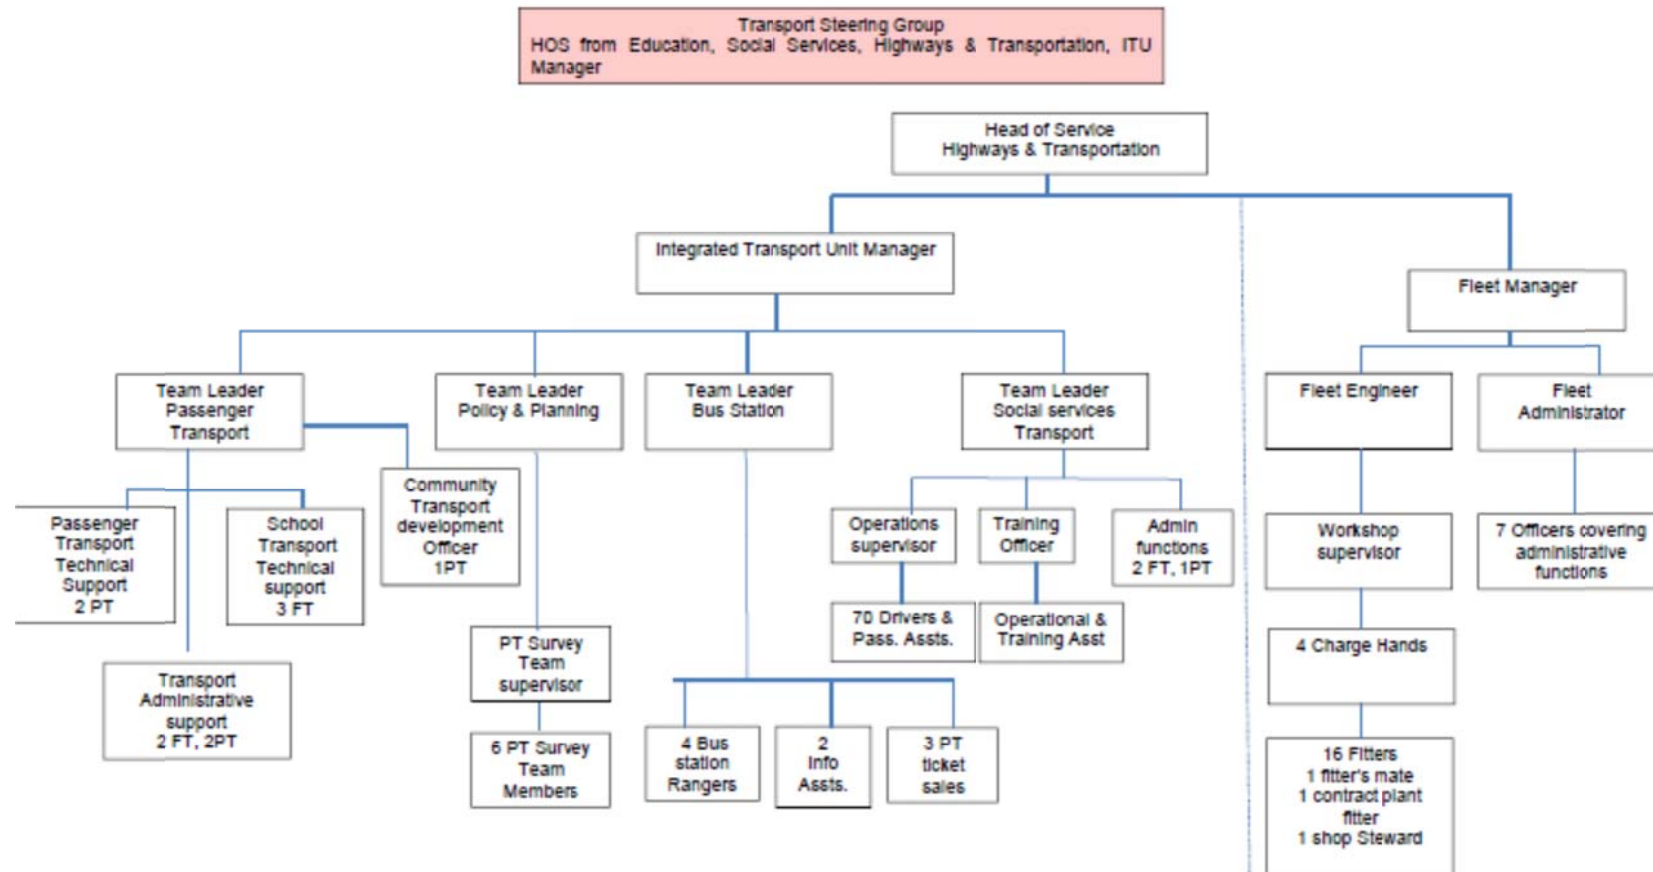 Transport Steering Group
HOS from Education, Social Services, Highways & Transportation, ITU
Manager
Head of Service
Highways & Transportation
Integrated Transport Unit Manager
Fleet Manager
Team Leader
Passenger
Transport
Team Leader
Policy & Planning
Team Leader
Bus Station
Team Leader
Social services
Transport
Fleet Engineer
Fleet
Administrator
Community
Transport
development
Officer
1PT
Passenger
Transport
Technical
Support
2 PT
School
Transport
Technical
support
3 FT
Operations
supervisor
Training
Officer
Admin
functions
2 FT, 1PT
Workshop
supervisor
7 Officers covering
administrative
functions
70 Drivers &
Pass. Assts.
Operational &
Training Asst
PT Survey
Team
supervisor
4 Charge Hands
Transport
Administrative
support
2 FT, 2PT
6 PT Survey
Team
Members
4 Bus
station
Rangers
2
Info
Assts.
3 PT
ticket
sales
16 Fitters
1 fitter's mate
1 contract plant
fitter
1 shop Steward